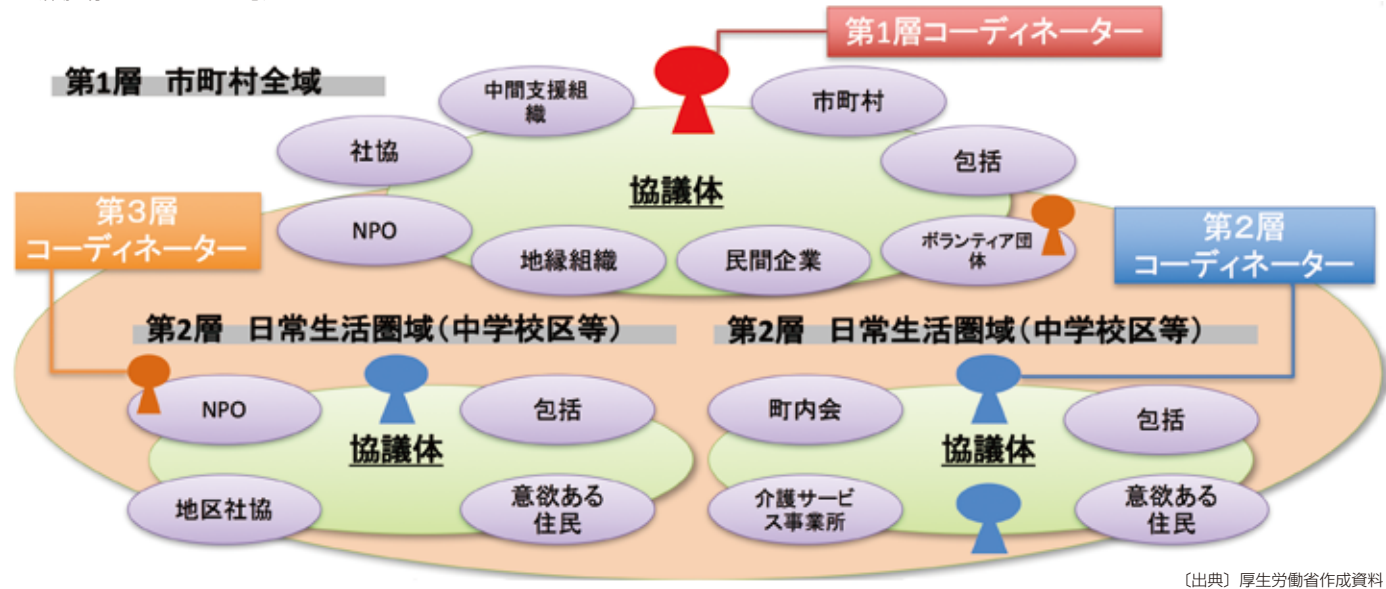 第1層コーディネーター
第1層 市町村全域
中間支援組
織
市町村
社協
包括
協議体
第3層
コーディネーター
NPO
地縁組織
民間企業
ボランティア団
体
第2層
コーディネーター
第2層 日常生活圏域(中学校区等)
第2層 日常生活圏域(中学校区等)
NPO
包括
協議体
地区社協
意欲ある
住民
町内会
包括
協議体
介護サービ
ス事業所
意欲ある
住民
〔出典〕厚生労働省作成資料